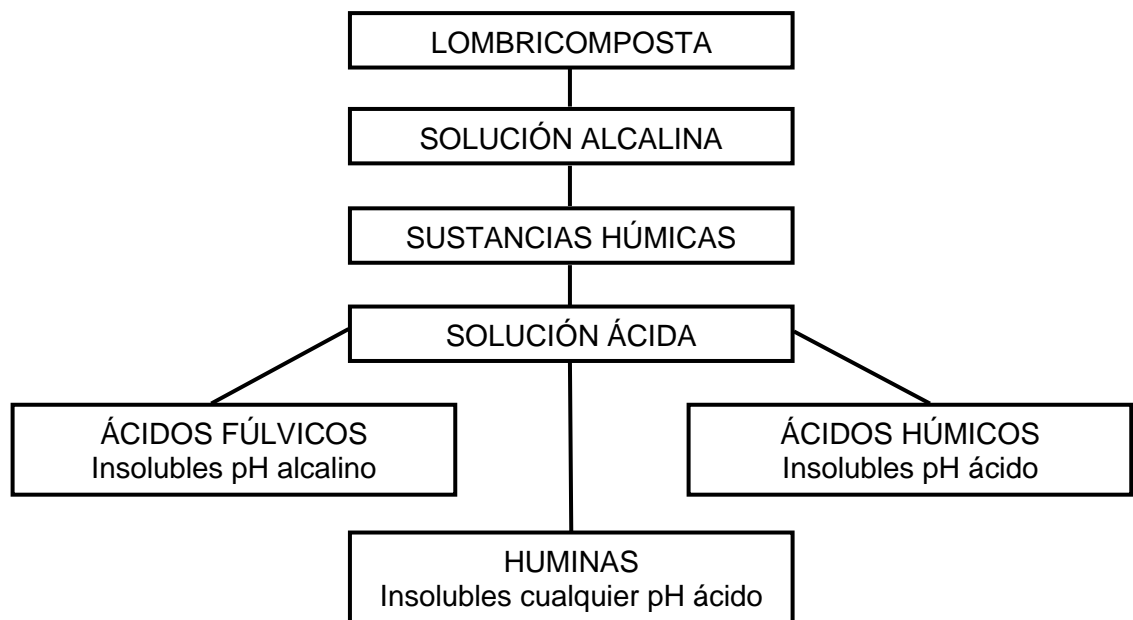 LOMBRICOMPOSTA
SOLUCIÓN ALCALINA
SUSTANCIAS HÚMICAS
SOLUCIÓN ÁCIDA
ÁCIDOS FÚLVICOS
Insolubles pH alcalino
ÁCIDOS HÚMICOS
Insolubles pH ácido
HUMINAS
Insolubles cualquier pH ácido